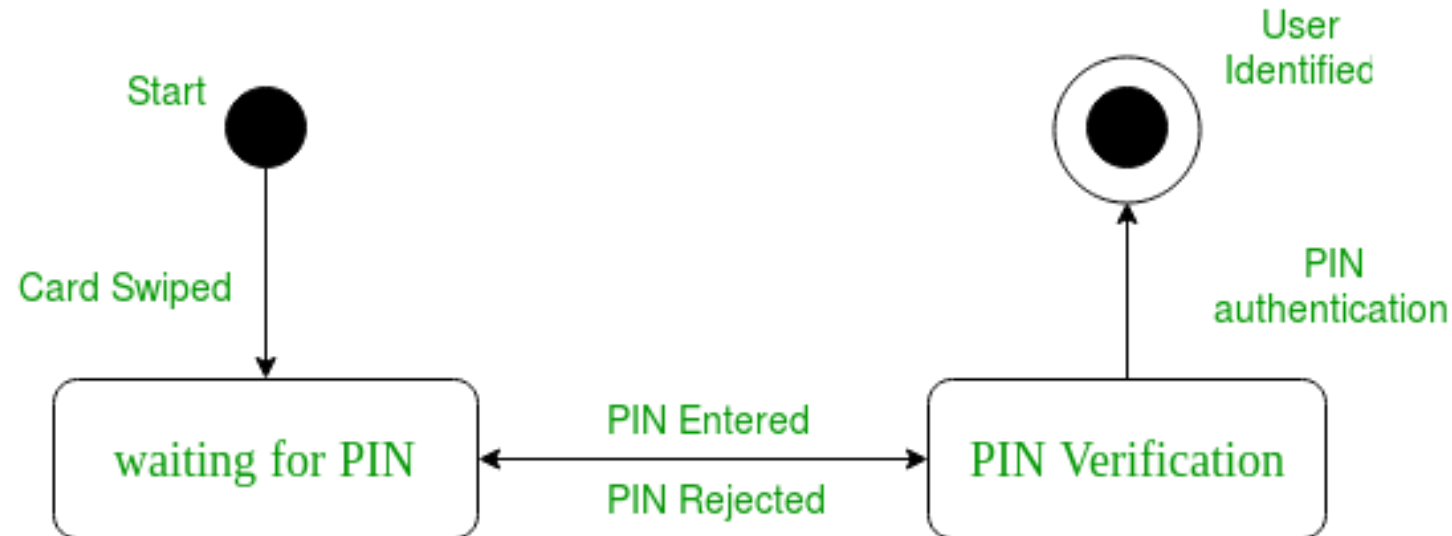 Start
User
Identified
Card Swiped
PIN
authentication
waiting for PIN
PIN Entered
PIN Rejected
PIN Verification